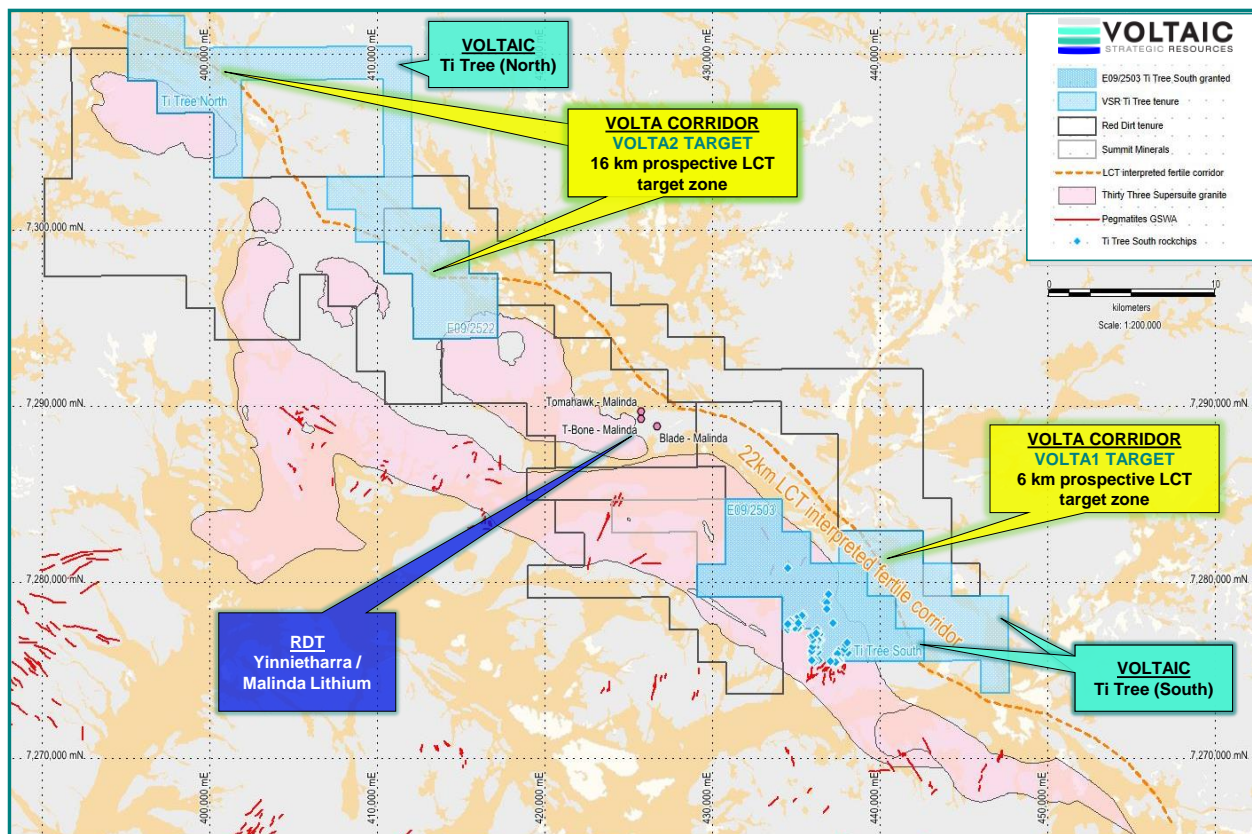 400,000 mE
410,000 mE
440,000 mE
VOLTAIC
Ti Tree (North)
VOLTAIC
STRATEGIC RESOURCES
E09/2503 Ti Tree South granted
VSR Ti Tree tenure
Red Dirt tenure
Summit Minerals
LCT interpreted fertile corridor
Thirty Three Supersuite granite
Pegmatites GSWA
Ti Tree South rockchips
0
10
kilometers
Scale: 1:200,000
7,300,000 mN
Ti Tree North
VOLTA CORRIDOR
VOLTA2 TARGET
16 km prospective LCT
target zone
7,300,000 mN
7,300,000 mN
E09/2522
7,290,000 mN
Tomahawk - Malinda
7,290,000 mN
T-Bone - Malinda
Blade - Malinda
22km LCT interpreted fertile corridor
VOLTA CORRIDOR
VOLTA1 TARGET
6 km prospective LCT
target zone
E09/2503
7,280,000 mN
7,280,000 mN
RDT
Yinnietharra /
Malinda Lithium
Ti Tree South
VOLTAIC
Ti Tree (South)
7,270,000 mN
7,270,000 mN
400,000 mE
410,000 mE
420,000 mE
430,000 mE
440,000 mE
450,000 mE